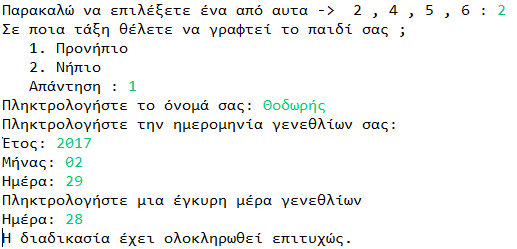 Παρακαλώ να επιλέξετε ένα από αυτα -> 2 , 4 , 5 , 6 : 2
Σε ποια τάξη θέλετε να γραφτεί το παιδί σας ;
1. Προνήπιο
2. Νήπιο
Απάντηση : 1
Πληκτρολογήστε το όνομά σας: Θοδωρής
Πληκτρολογήστε την ημερομηνία γενεθλίων σας:
Έτος: 2017
Μήνας: 02
Ημέρα: 29
Πληκτρολογήστε μια έγκυρη μέρα γενεθλίων
Ημέρα: 28
Η διαδικασία έχει ολοκληρωθεί επιτυχώς.